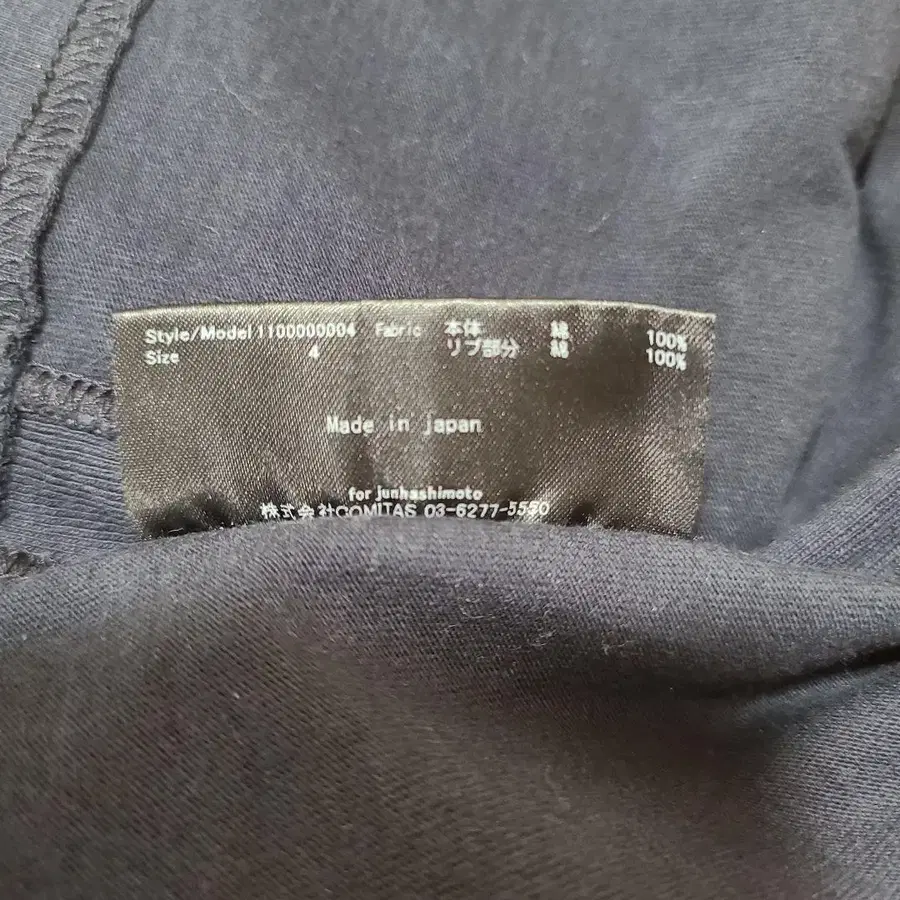 Style/Model 1100000004 Fabric 本体 綿 100%
Size 4 リブ部分 綿 100%
Made in japan
for junhashimoto
株式会社COMITAS 03-6277-5550